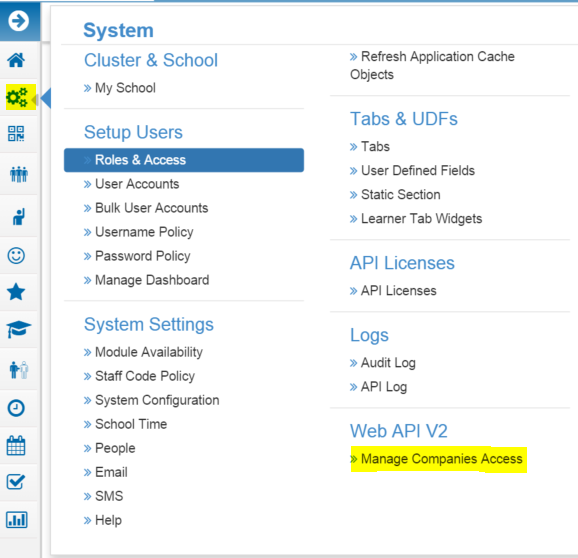 System
Cluster & School
» My School
Setup Users
» Roles & Access
» User Accounts
» Bulk User Accounts
» Username Policy
» Password Policy
» Manage Dashboard
System Settings
» Module Availability
» Staff Code Policy
» System Configuration
» School Time
» People
» Email
» SMS
» Help
» Refresh Application Cache
Objects
Tabs & UDFs
» Tabs
» User Defined Fields
» Static Section
» Learner Tab Widgets
API Licenses
» API Licenses
Logs
» Audit Log
» API Log
Web API V2
» Manage Companies Access